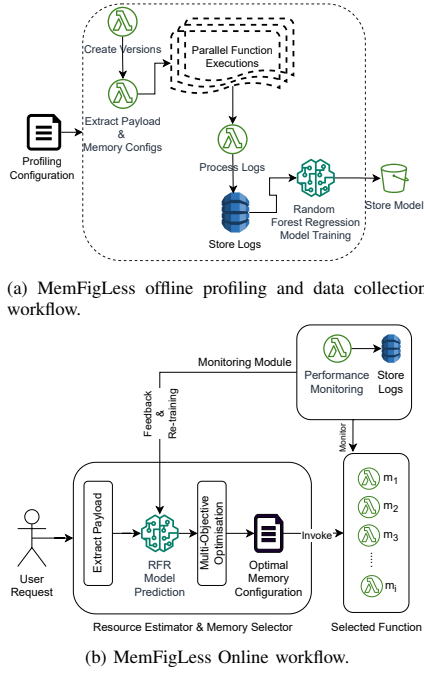 Create Versions
Parallel Function
Executions
Extract Payload
&
Memory Configs
Profiling
Configuration
Process Logs
Store Logs
Random
Forest Regression
Model Training
Store Model
(a) MemFigLess offline profiling and data collection
workflow.
Monitoring Module
Performance
Monitoring
Store
Logs
Feedback
&
Re-training
Monitor
User
Request
Extract Payload
RFR
Model
Prediction
Multi-Objective
Optimisation
Optimal
Memory
Configuration
Invoke
m1
m2
m3
......
mi
Resource Estimator & Memory Selector
Selected Function
(b) MemFigLess Online workflow.